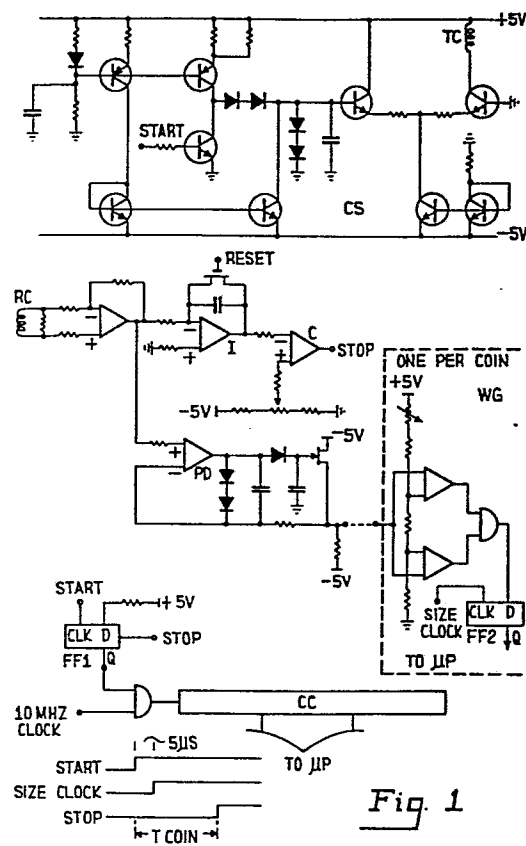 +5V
TC
START
CS
-5V
RESET
RC
-
+
-
+
I
-
+
C
STOP
-5V
ONE PER COIN
+5V
WG
-5V
+
-
PD
-5V
START
+5V
CLK D
STOP
FF1
Q
SIZE
CLOCK
CLK D
FF2
Q
TO µP
10 MHZ
CLOCK
CC
TO µP
~5µS
START
SIZE CLOCK
STOP
T COIN
Fig. 1